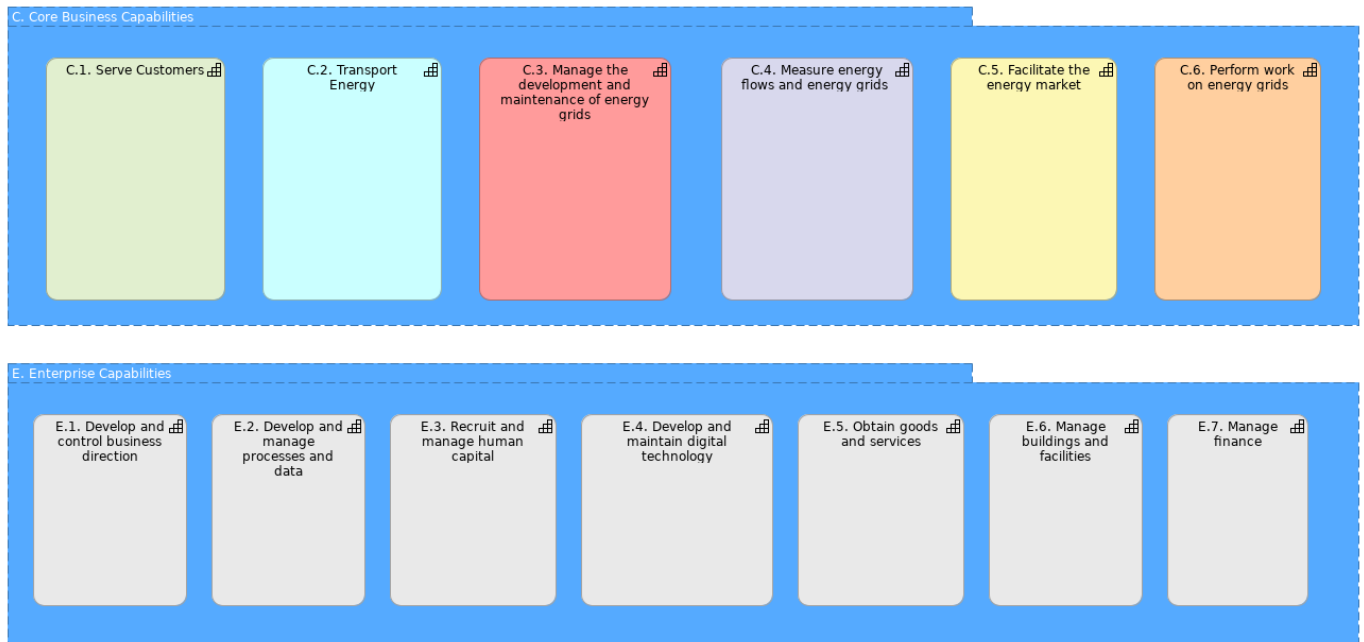 C. Core Business Capabilities
C.1. Serve Customers
C.2. Transport
Energy
C.3. Manage the
development and
maintenance of energy
grids
C.4. Measure energy
flows and energy grids
C.5. Facilitate the
energy market
C.6. Perform work
on energy grids
E. Enterprise Capabilities
E.1. Develop and
control business
direction
E.2. Develop and
manage
processes and
data
E.3. Recruit and
manage human
capital
E.4. Develop and
maintain digital
technology
E.5. Obtain goods
and services
E.6. Manage
buildings and
facilities
E.7. Manage
finance